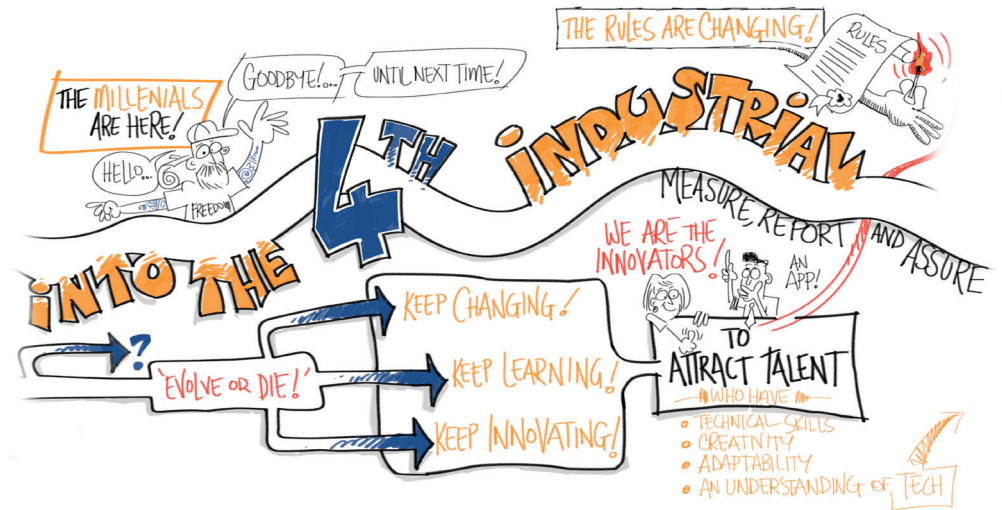 THE RULES ARE CHANGING!
RULES
GOODBYE!...
UNTIL NEXT TIME!
THE MILLENIALS
ARE HERE!
HELLO...
FREEDOM
INTO THE
4TH
INDUSTRIAL
MEASURE, REPORT AND ASSURE
WE ARE THE
INNOVATORS!
AN
APP!
?
'EVOLVE OR DIE!'
KEEP CHANGING!
KEEP LEARNING!
KEEP INNOVATING!
TO
ATTRACT TALENT
WHO HAVE
• TECHNICAL SKILLS
• CREATIVITY
• ADAPTABILITY
• AN UNDERSTANDING OF TECH